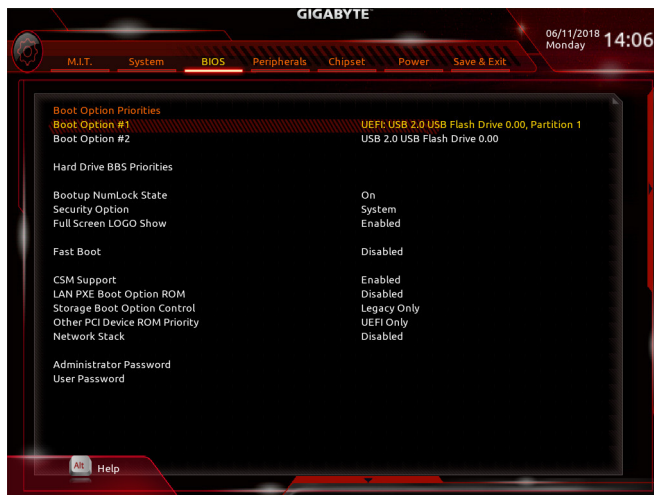 GIGABYTE™
06/11/2018 14:06
Monday
M.I.T. System BIOS Peripherals Chipset Power Save & Exit
Boot Option Priorities
Boot Option #1 UEFI: USB 2.0 USB Flash Drive 0.00, Partition 1
Boot Option #2 USB 2.0 USB Flash Drive 0.00
Hard Drive BBS Priorities
Bootup NumLock State On
Security Option System
Full Screen LOGO Show Enabled
Fast Boot Disabled
CSM Support Enabled
LAN PXE Boot Option ROM Disabled
Storage Boot Option Control Legacy Only
Other PCI Device ROM Priority UEFI Only
Network Stack Disabled
Administrator Password
User Password
Alt Help